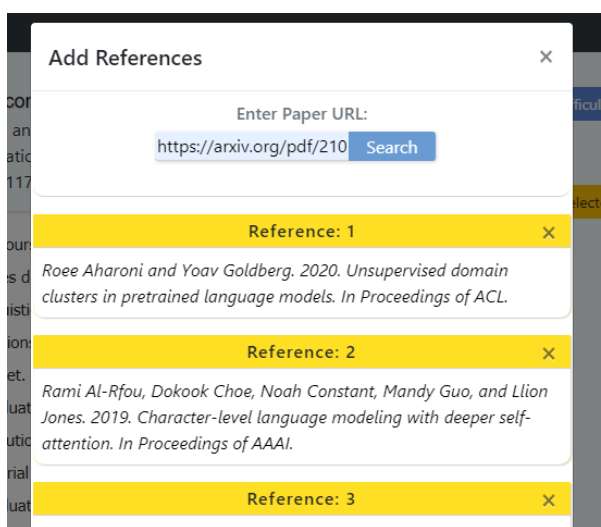 Add References
×
Enter Paper URL:
https://arxiv.org/pdf/210 Search
Reference: 1 ×
Roee Aharoni and Yoav Goldberg. 2020. Unsupervised domain
clusters in pretrained language models. In Proceedings of ACL.
Reference: 2 ×
Rami Al-Rfou, Dokook Choe, Noah Constant, Mandy Guo, and Llion
Jones. 2019. Character-level language modeling with deeper self-
attention. In Proceedings of AAAI.
Reference: 3 ×